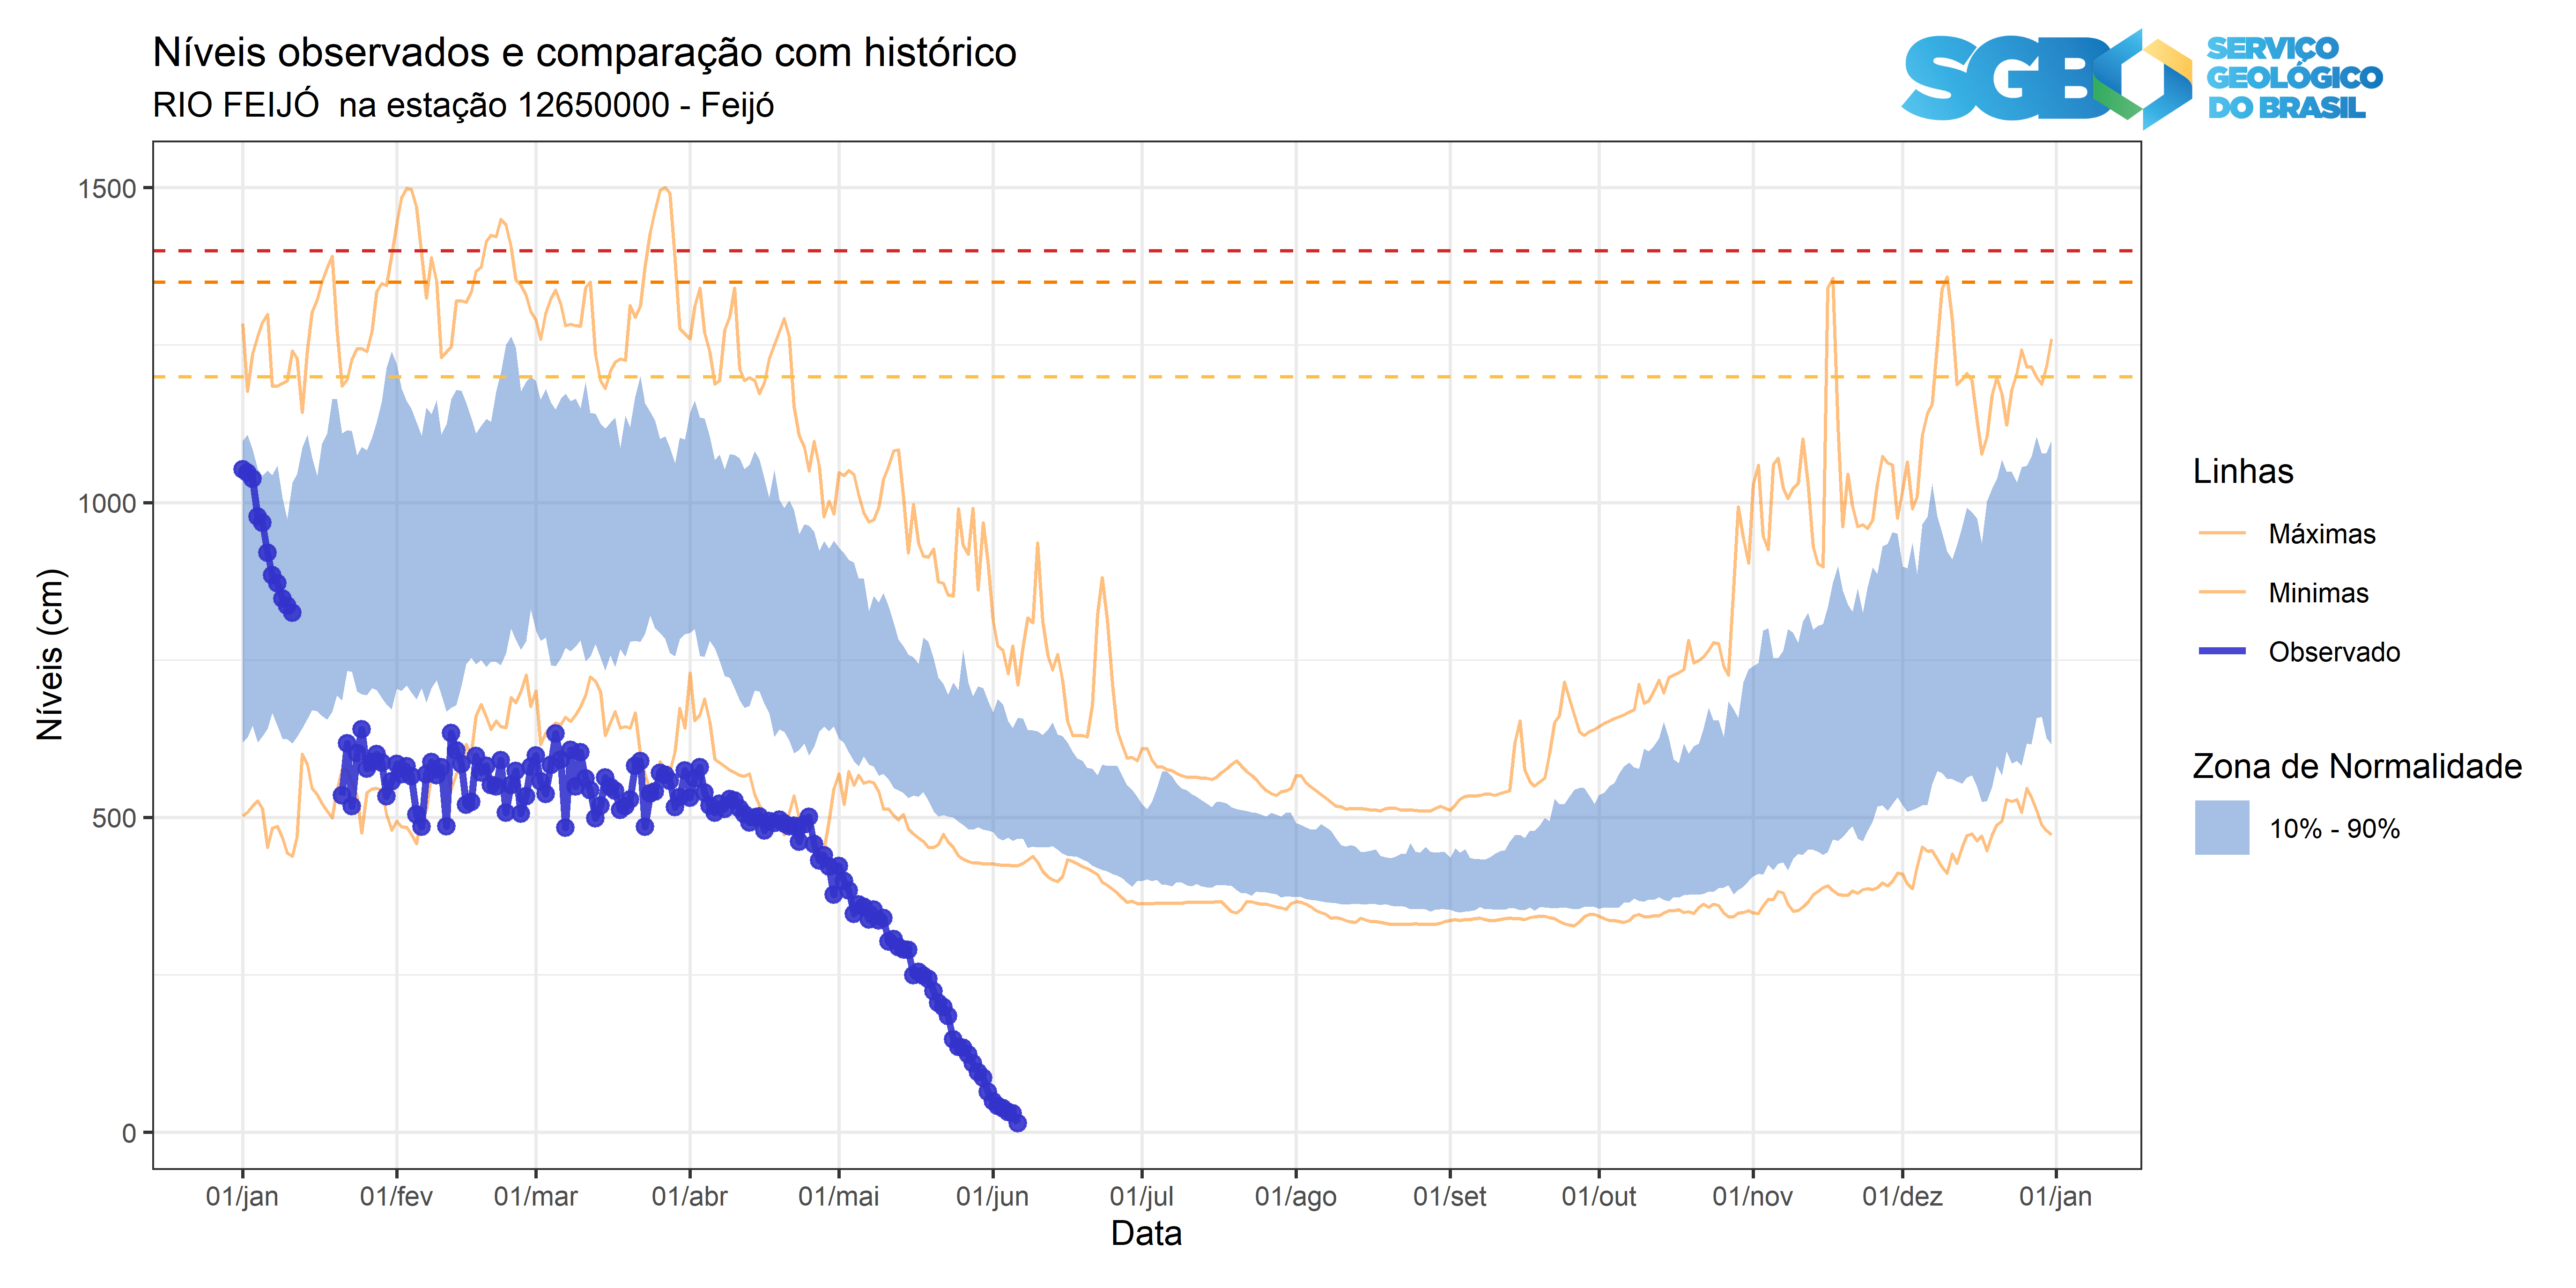 Níveis observados e comparação com histórico
RIO FEIJÓ  na estação 12650000 - Feijó
SGB
SERVIÇO
GEOLÓGICO
DO BRASIL
1500
1000
500
0
Níveis (cm)
01/jan
01/fev
01/mar
01/abr
01/mai
01/jun
01/jul
01/ago
01/set
01/out
01/nov
01/dez
01/jan
Data
Linhas
Máximas
Minimas
Observado
Zona de Normalidade
10% - 90%